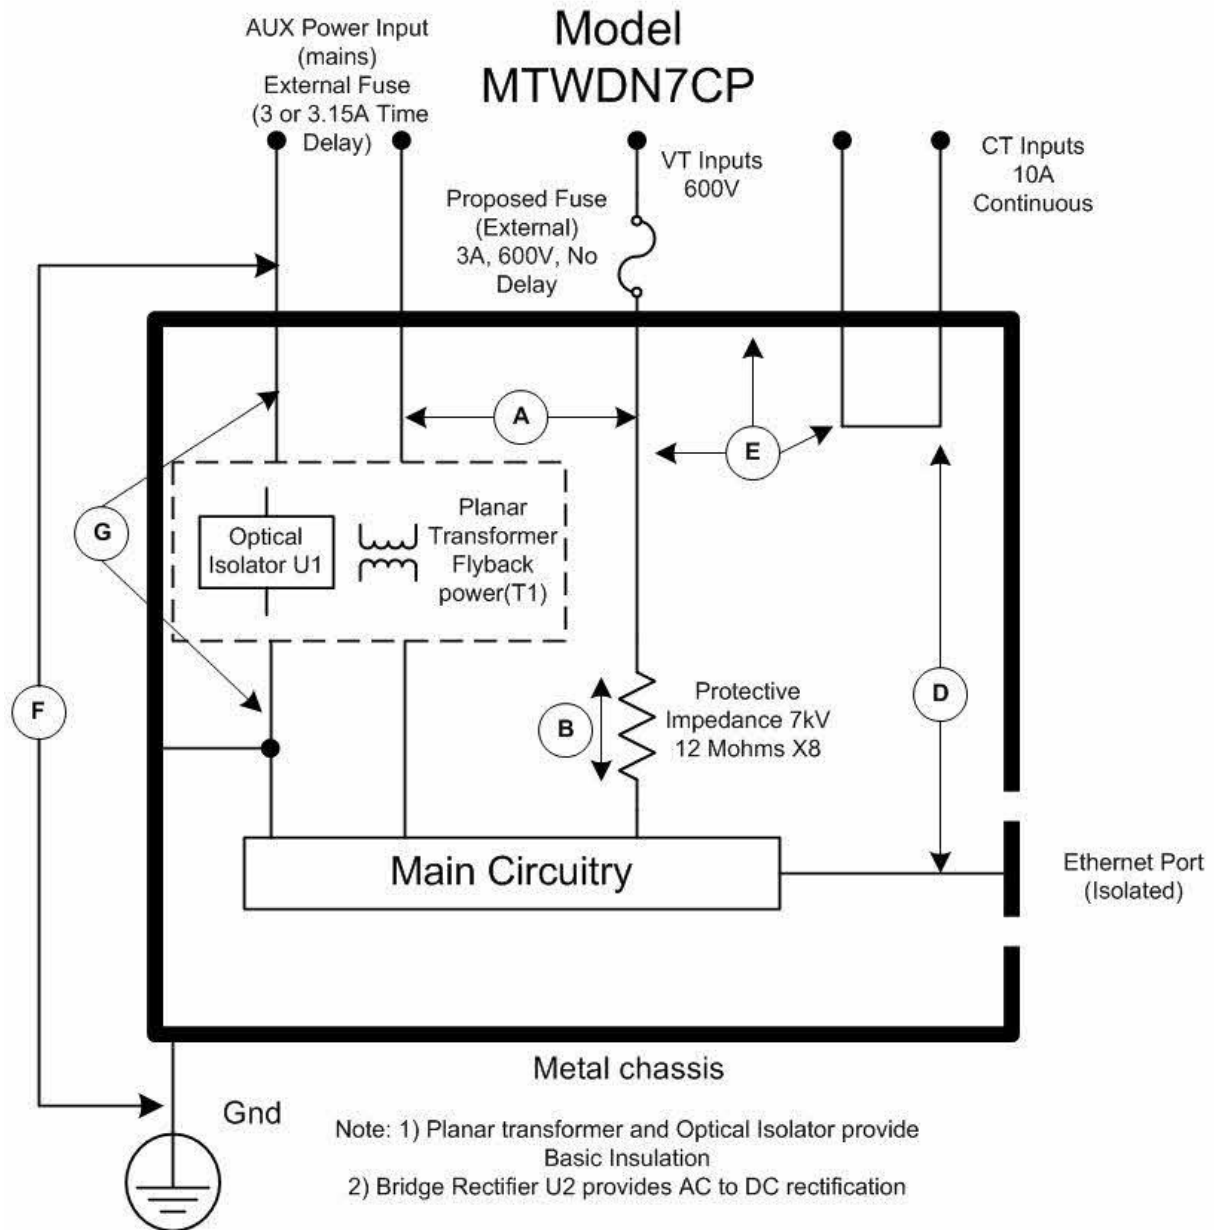 Model
MTWDN7CP
AUX Power Input
(mains)
External Fuse
(3 or 3.15A Time
Delay)
VT Inputs
600V
CT Inputs
10A
Continuous
Proposed Fuse
(External)
3A, 600V, No
Delay
A
E
G
Optical
Isolator U1
Planar
Transformer
Flyback
power(T1)
F
B
Protective
Impedance 7kV
12 Mohms X8
D
Main Circuitry
Ethernet Port
(Isolated)
Metal chassis
Gnd
Note: 1) Planar transformer and Optical Isolator provide
Basic Insulation
2) Bridge Rectifier U2 provides AC to DC rectification